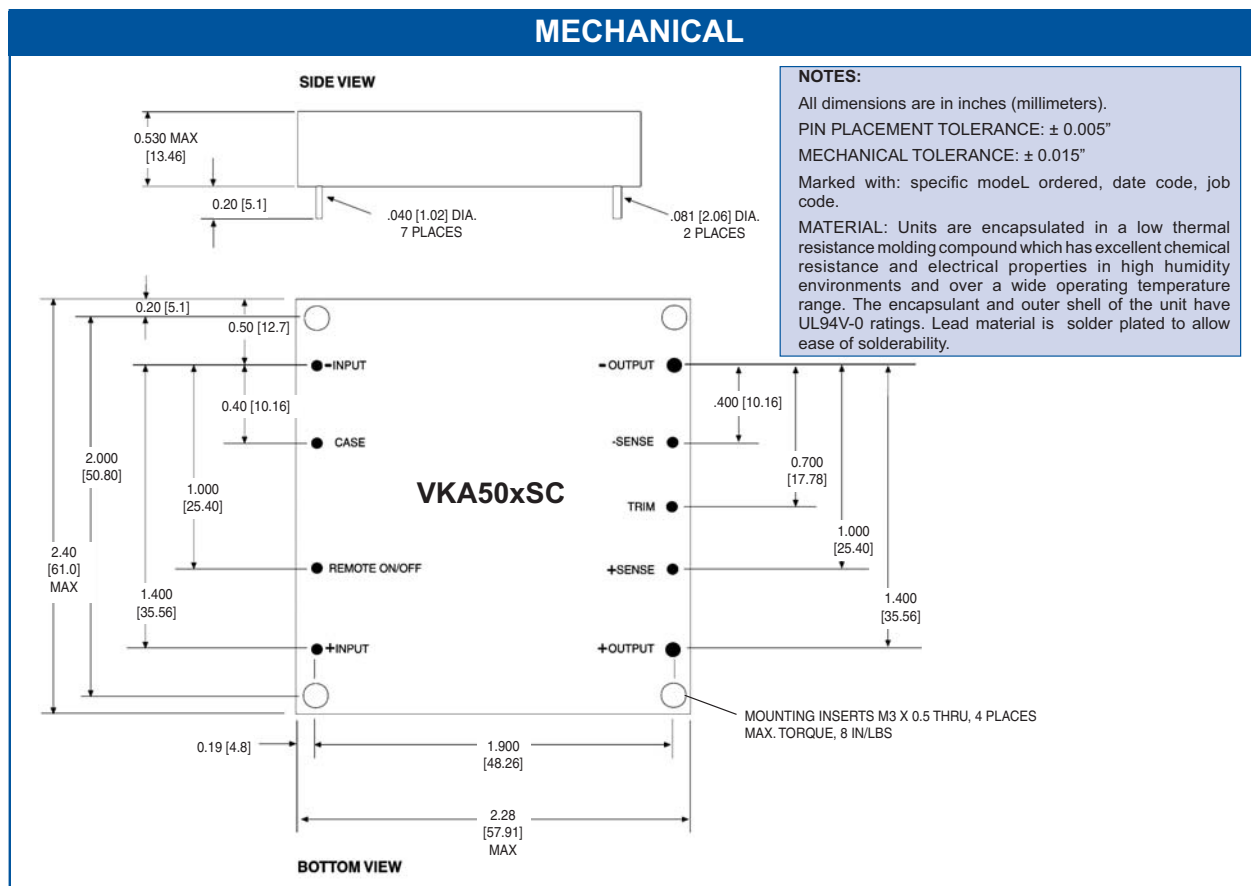 MECHANICAL
SIDE VIEW
0.530 MAX
[13.46]
0.20 [5.1]
.040 [1.02] DIA.
7 PLACES
.081 [2.06] DIA.
2 PLACES
NOTES:
All dimensions are in inches (millimeters).
PIN PLACEMENT TOLERANCE: ± 0.005”
MECHANICAL TOLERANCE: ± 0.015”
Marked with: specific modeL ordered, date code, job
code.
MATERIAL: Units are encapsulated in a low thermal
resistance molding compound which has excellent chemical
resistance and electrical properties in high humidity
environments and over a wide operating temperature
range. The encapsulant and outer shell of the unit have
UL94V-0 ratings. Lead material is solder plated to allow
ease of solderability.
0.20 [5.1]
0.50 [12.7]
-INPUT
-OUTPUT
0.40 [10.16]
.400 [10.16]
CASE
-SENSE
2.000
[50.80]
0.700
[17.78]
1.000
[25.40]
VKA50xSC
TRIM
1.000
[25.40]
2.40
[61.0]
MAX
REMOTE ON/OFF
+SENSE
1.400
[35.56]
1.400
[35.56]
+INPUT
+OUTPUT
MOUNTING INSERTS M3 X 0.5 THRU, 4 PLACES
MAX. TORQUE, 8 IN/LBS
0.19 [4.8]
1.900
[48.26]
2.28
[57.91]
MAX
BOTTOM VIEW